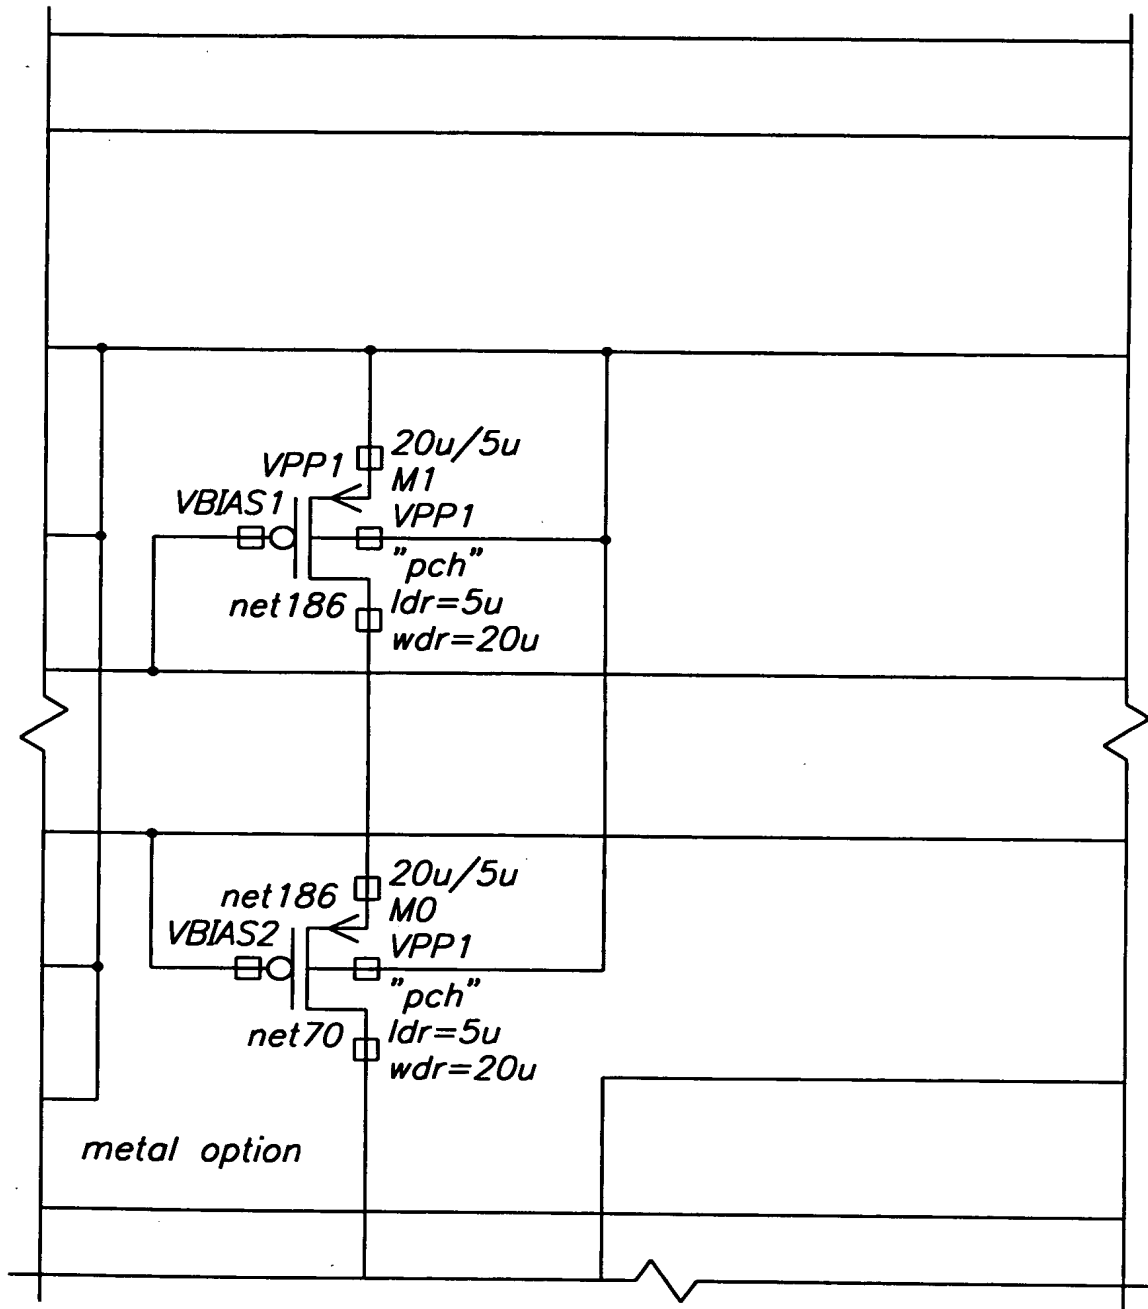 20u/5u
VPP1
M1
VBIAS1
VPP1
"pch"
net186
ldr=5u
wdr=20u
20u/5u
net186
M0
VBIAS2
VPP1
"pch"
net70
ldr=5u
wdr=20u
metal option